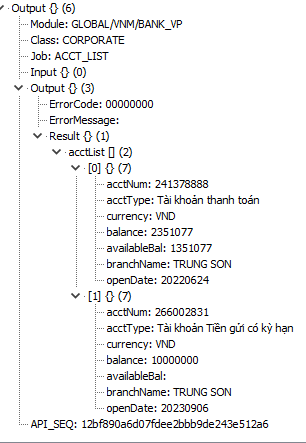 Output {} (6)
Module: GLOBAL/VNM/BANK_VP
Class: CORPORATE
Job: ACCT_LIST
Input {} (0)
Output {} (3)
ErrorCode: 00000000
ErrorMessage:
Result {} (1)
acctList [] (2)
[0] {} (7)
acctNum: 241378888
acctType: Tài khoản thanh toán
currency: VND
balance: 2351077
availableBal: 1351077
branchName: TRUNG SON
openDate: 20220624
[1] {} (7)
acctNum: 266002831
acctType: Tài khoản Tiền gửi có kỳ hạn
currency: VND
balance: 10000000
availableBal:
branchName: TRUNG SON
openDate: 20230906
API_SEQ: 12bf890a6d07fdee2bbb9de243e512a6